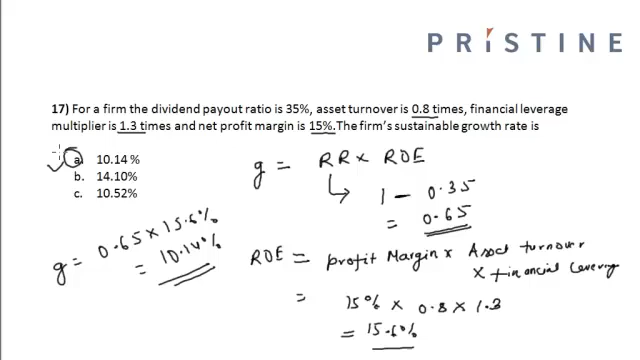 PRISTINE
17) For a firm the dividend payout ratio is 35%, asset turnover is 0.8 times, financial leverage
multiplier is 1.3 times and net profit margin is 15%.The firm's sustainable growth rate is
a. 10.14 %
b. 14.10%
c. 10.52%
g = RR x ROE
1 - 0.35
= 0.65
g = 0.65 x 15.6%
= 10.14%
ROE = Profit Margin x Asset turnover
x financial leverage
= 15% x 0.8 x 1.3
= 15.6%